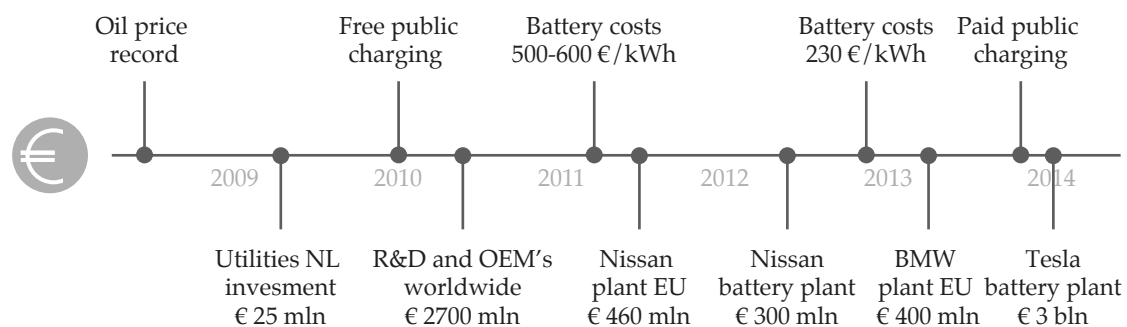 Oil price
record
Free public
charging
Battery costs
500-600 €/kWh
Battery costs
230 €/kWh
Paid public
charging
€
2009
2010
2011
2012
2013
2014
Utilities NL
invesment
€ 25 mln
R&D and OEM's
worldwide
€ 2700 mln
Nissan
plant EU
€ 460 mln
Nissan
battery plant
€ 300 mln
BMW
plant EU
€ 400 mln
Tesla
battery plant
€ 3 bln